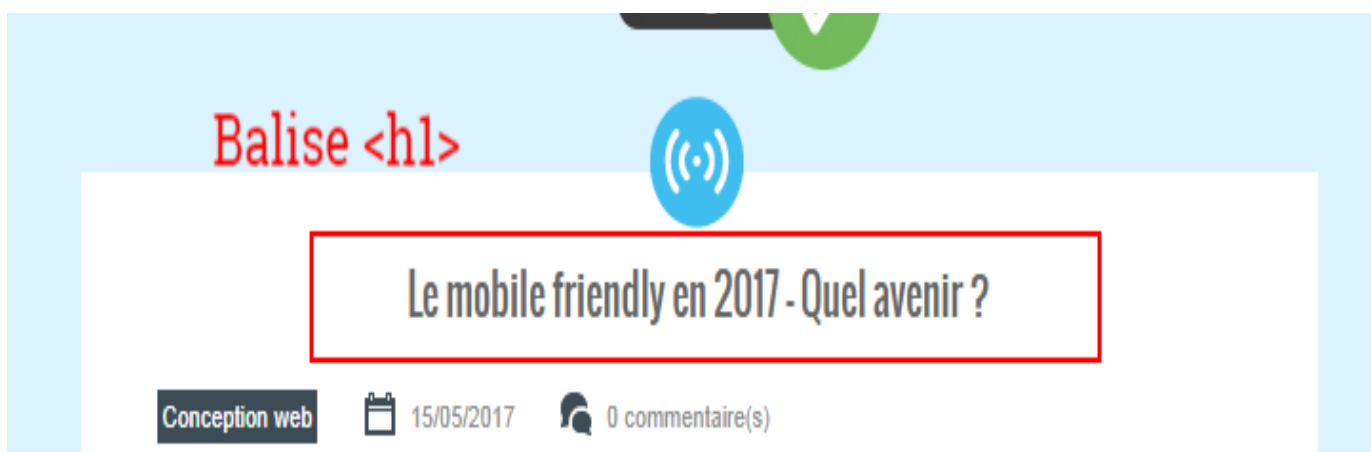 Balise <h1>
Le mobile friendly en 2017 - Quel avenir ?
Conception web 15/05/2017 0 commentaire(s)